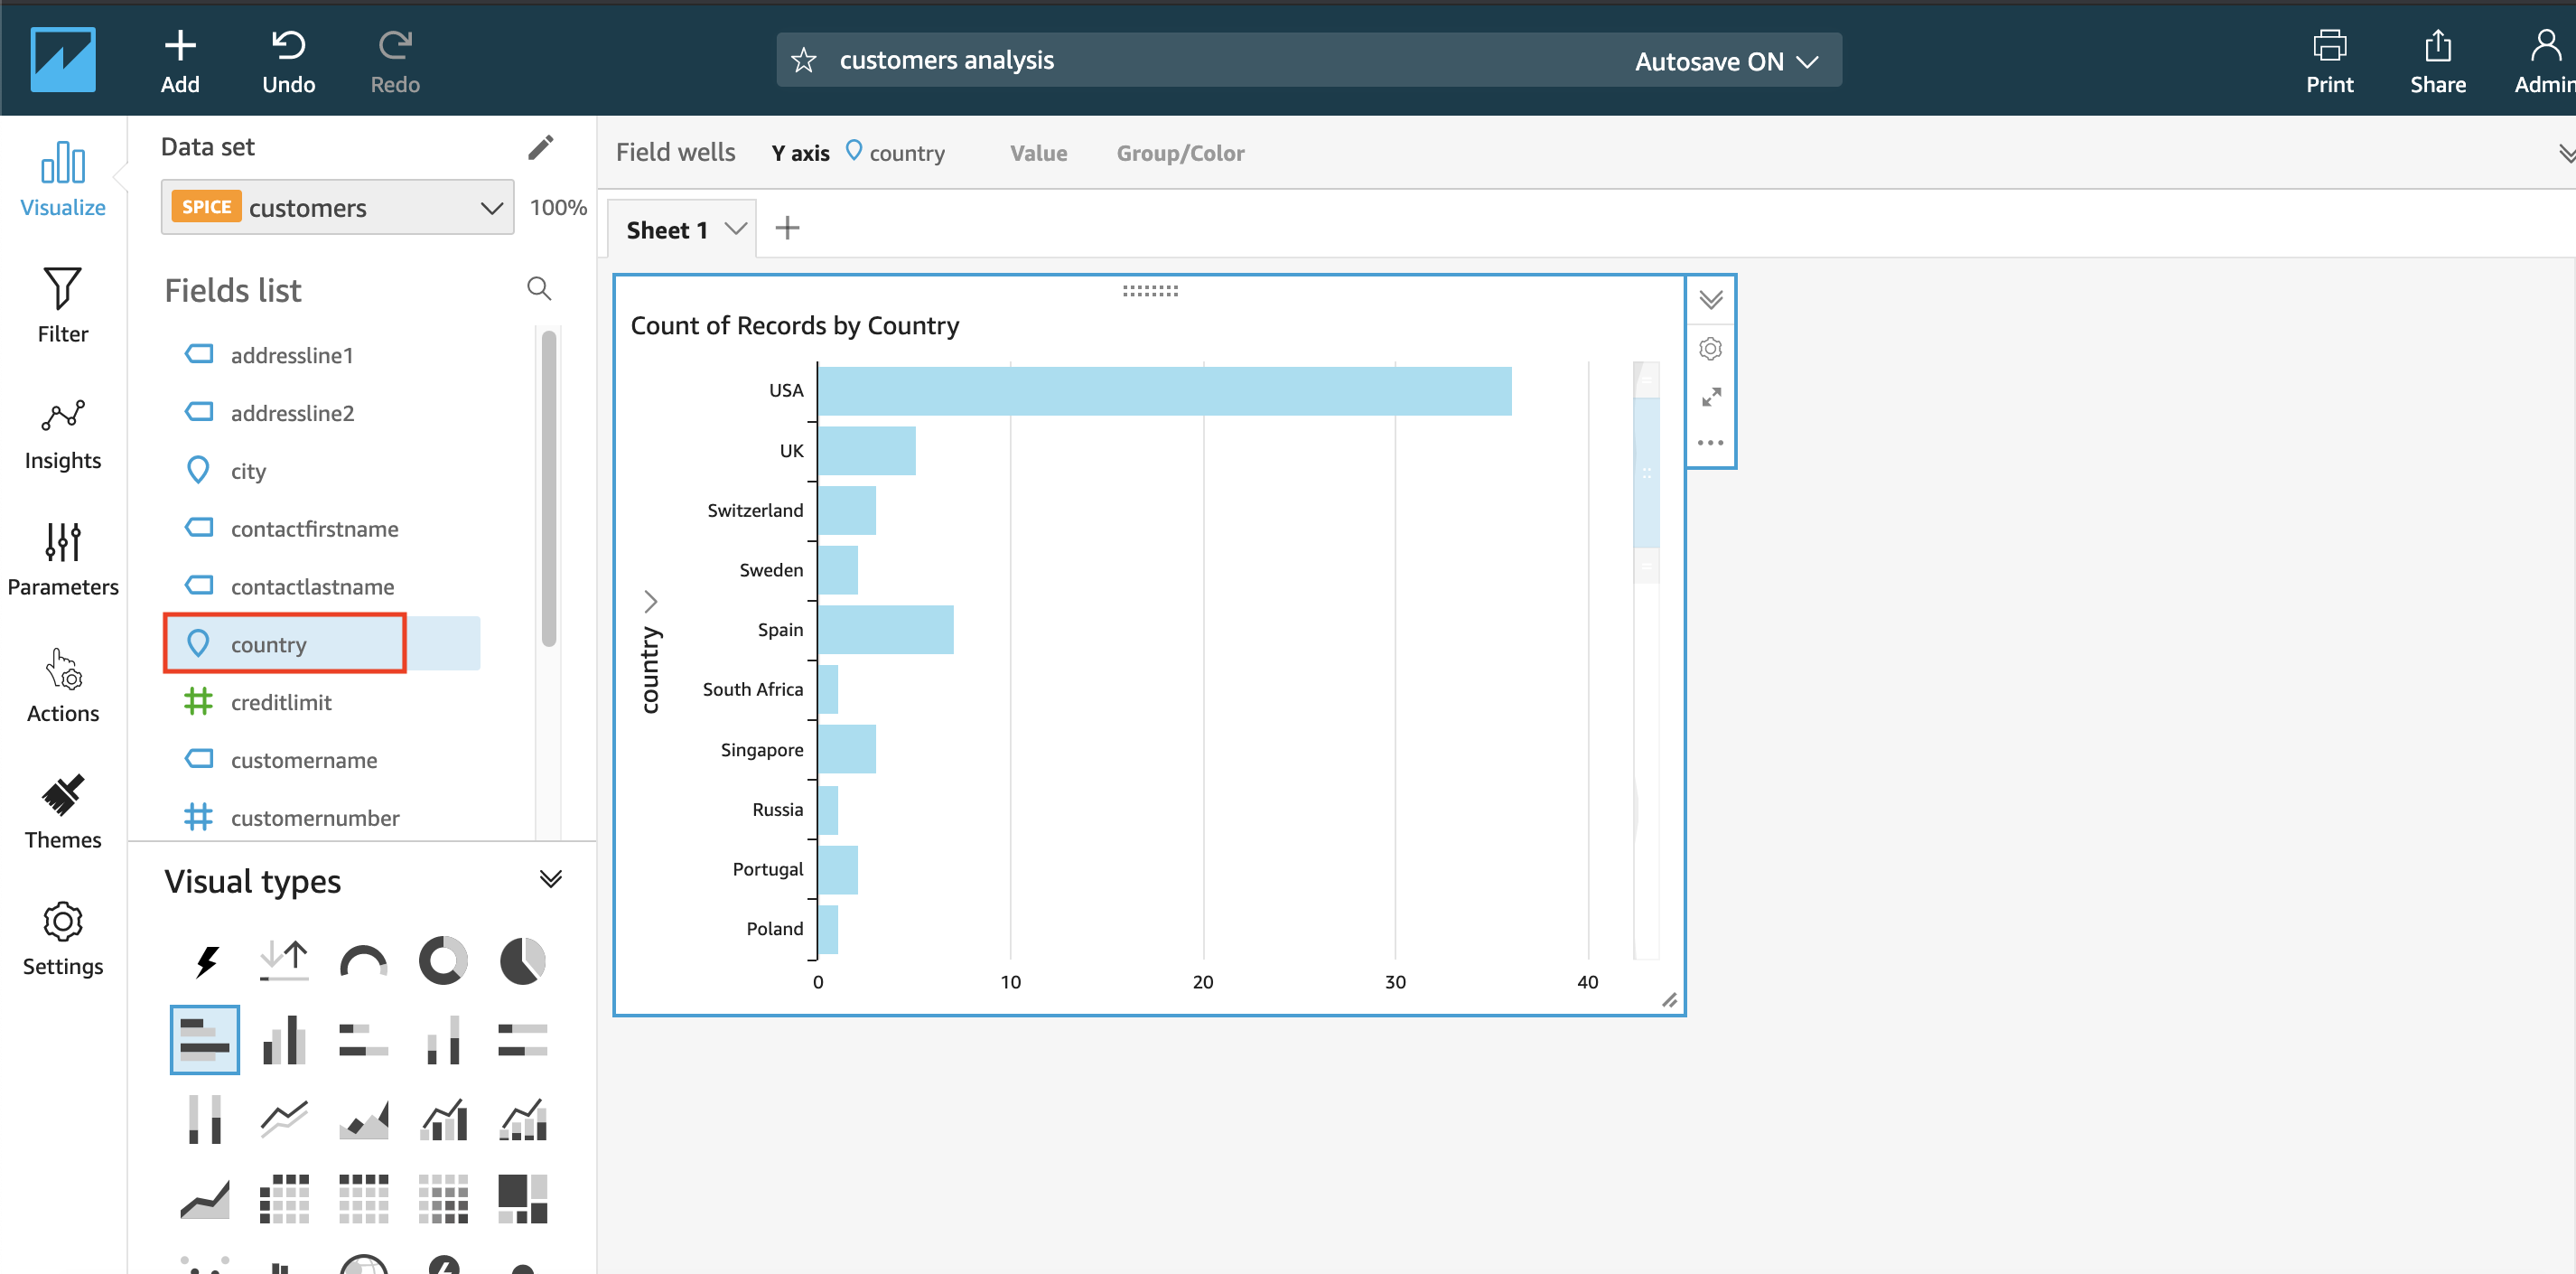 Add
Undo
Redo
customers analysis
Autosave ON
Print
Share
Admin
Visualize
Filter
Insights
Parameters
Actions
Themes
Settings
Data set
SPICE customers 100%
Fields list
addressline1
addressline2
city
contactfirstname
contactlastname
country
creditlimit
customername
customernumber
Visual types
Field wells Y axis country Value Group/Color
Sheet 1
Count of Records by Country
country
USA
UK
Switzerland
Sweden
Spain
South Africa
Singapore
Russia
Portugal
Poland
0 10 20 30 40